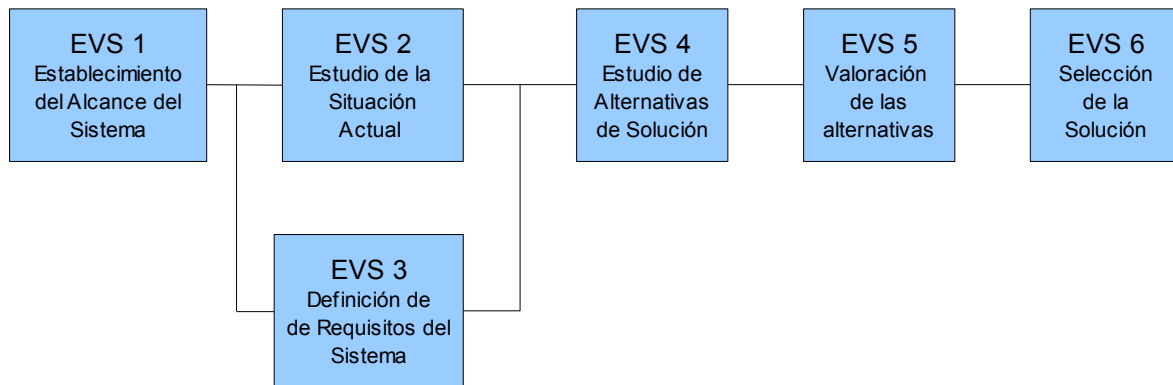 EVS 1
Establecimiento
del Alcance del
Sistema
EVS 2
Estudio de la
Situación
Actual
EVS 4
Estudio de
Alternativas
de Solución
EVS 5
Valoración
de las
alternativas
EVS 6
Selección
de la
Solución
EVS 3
Definición de
de Requisitos del
Sistema